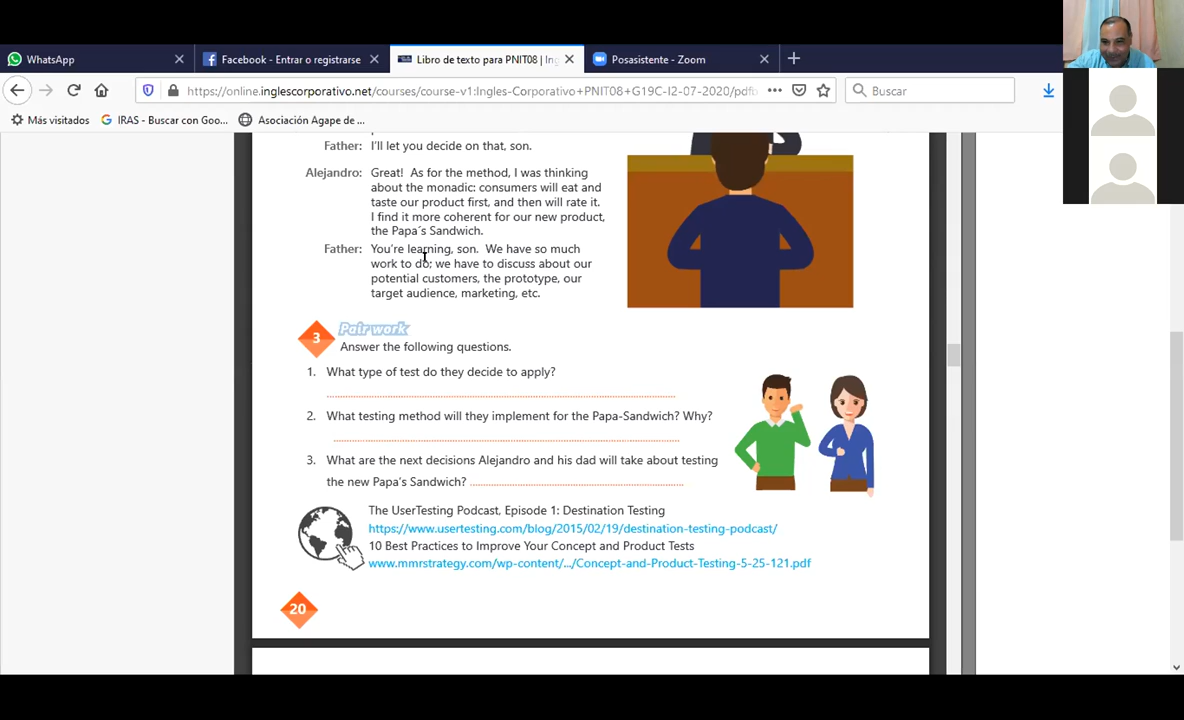 WhatsApp
Facebook - Entrar o registrarse
Libro de texto para PNIT08 | Ing
Posasistente - Zoom
https://online.inglescorporativo.net/courses/course-v1:Ingles-Corporativo+PNIT08+G19C-I2-07-2020/pdf
Buscar
Más visitados
IRAS - Buscar con Goo...
Asociación Agape de ...
Father: I'll let you decide on that, son.
Alejandro: Great! As for the method, I was thinking
about the monadic: consumers will eat and
taste our product first, and then will rate it.
I find it more coherent for our new product,
the Papa´s Sandwich.
Father: You're learning, son. We have so much
work to do; we have to discuss about our
potential customers, the prototype, our
target audience, marketing, etc.
3 Pair work
Answer the following questions.
1. What type of test do they decide to apply?
2. What testing method will they implement for the Papa-Sandwich? Why?
3. What are the next decisions Alejandro and his dad will take about testing
the new Papa's Sandwich?
The UserTesting Podcast, Episode 1: Destination Testing
https://www.usertesting.com/blog/2015/02/19/destination-testing-podcast/
10 Best Practices to Improve Your Concept and Product Tests
www.mmrstrategy.com/wp-content/.../Concept-and-Product-Testing-5-25-121.pdf
20